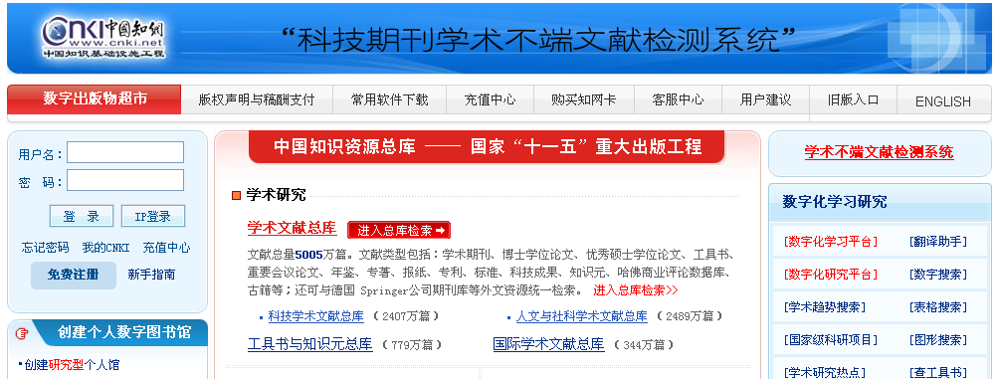 CNKI中国知网
www.cnki.net
中国知识基础设施工程
“科技期刊学术不端文献检测系统”
数字出版物超市 版权声明与稿酬支付 常用软件下载 充值中心 购买知网卡 客服中心 用户建议 旧版入口 ENGLISH
用户名：
密 码：
登 录 IP登录
忘记密码 我的CNKI 充值中心
免费注册 新手指南
创建个人数字图书馆
•创建研究型个人馆
中国知识资源总库 —— 国家“十一五”重大出版工程
学术研究
学术文献总库 进入总库检索
文献总量5005万篇。文献类型包括：学术期刊、博士学位论文、优秀硕士学位论文、工具书、
重要会议论文、年鉴、专著、报纸、专利、标准、科技成果、知识元、哈佛商业评论数据库、
古籍等；还可与德国 Springer公司期刊库等外文资源统一检索。 进入总库检索>>
• 科技学术文献总库 （2407万篇） • 人文与社科学术文献总库 （2489万篇）
工具书与知识元总库 （779万篇） 国际学术文献总库 （344万篇）
学术不端文献检测系统
数字化学习研究
[数字化学习平台] [翻译助手]
[数字化研究平台] [数字搜索]
[学术趋势搜索] [表格搜索]
[国家级科研项目] [图形搜索]
[学术研究热点] [查工具书]